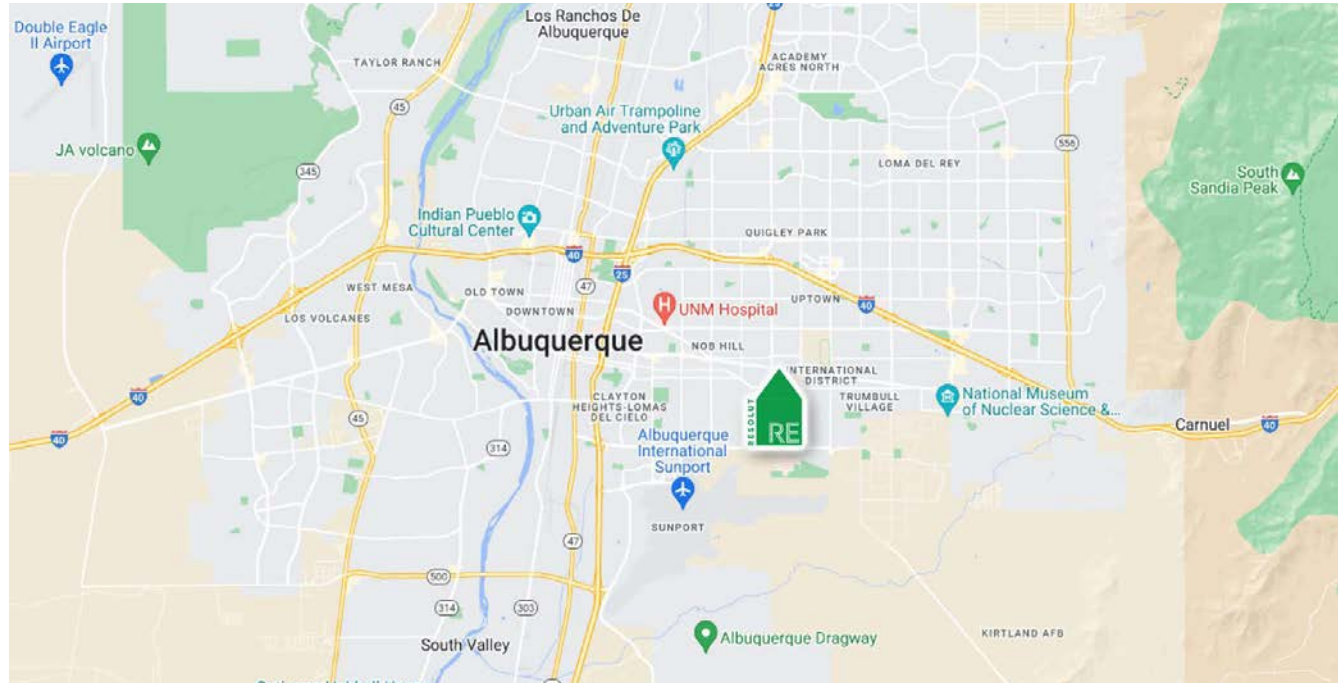 Double Eagle
II Airport
Los Ranchos De
Albuquerque
25
TAYLOR RANCH
ACADEMY
ACRES NORTH
45
Urban Air Trampoline
and Adventure Park
JA volcano
345
LOMA DEL REY
556
South
Sandia Peak
Indian Pueblo
Cultural Center
QUIGLEY PARK
40
25
WEST MESA
OLD TOWN
47
UPTOWN
40
LOS VOLCANES
DOWNTOWN
H
UNM Hospital
Albuquerque
NOB HILL
INTERNATIONAL
DISTRICT
40
CLAYTON
HEIGHTS-LOMAS
DEL CIELO
TRUMBULL
VILLAGE
National Museum
of Nuclear Science &...
45
RESOLUT
RE
Carnuel
40
40
314
Albuquerque
International
Sunport
SUNPORT
47
500
314
303
South Valley
Albuquerque Dragway
KIRTLAND AFB